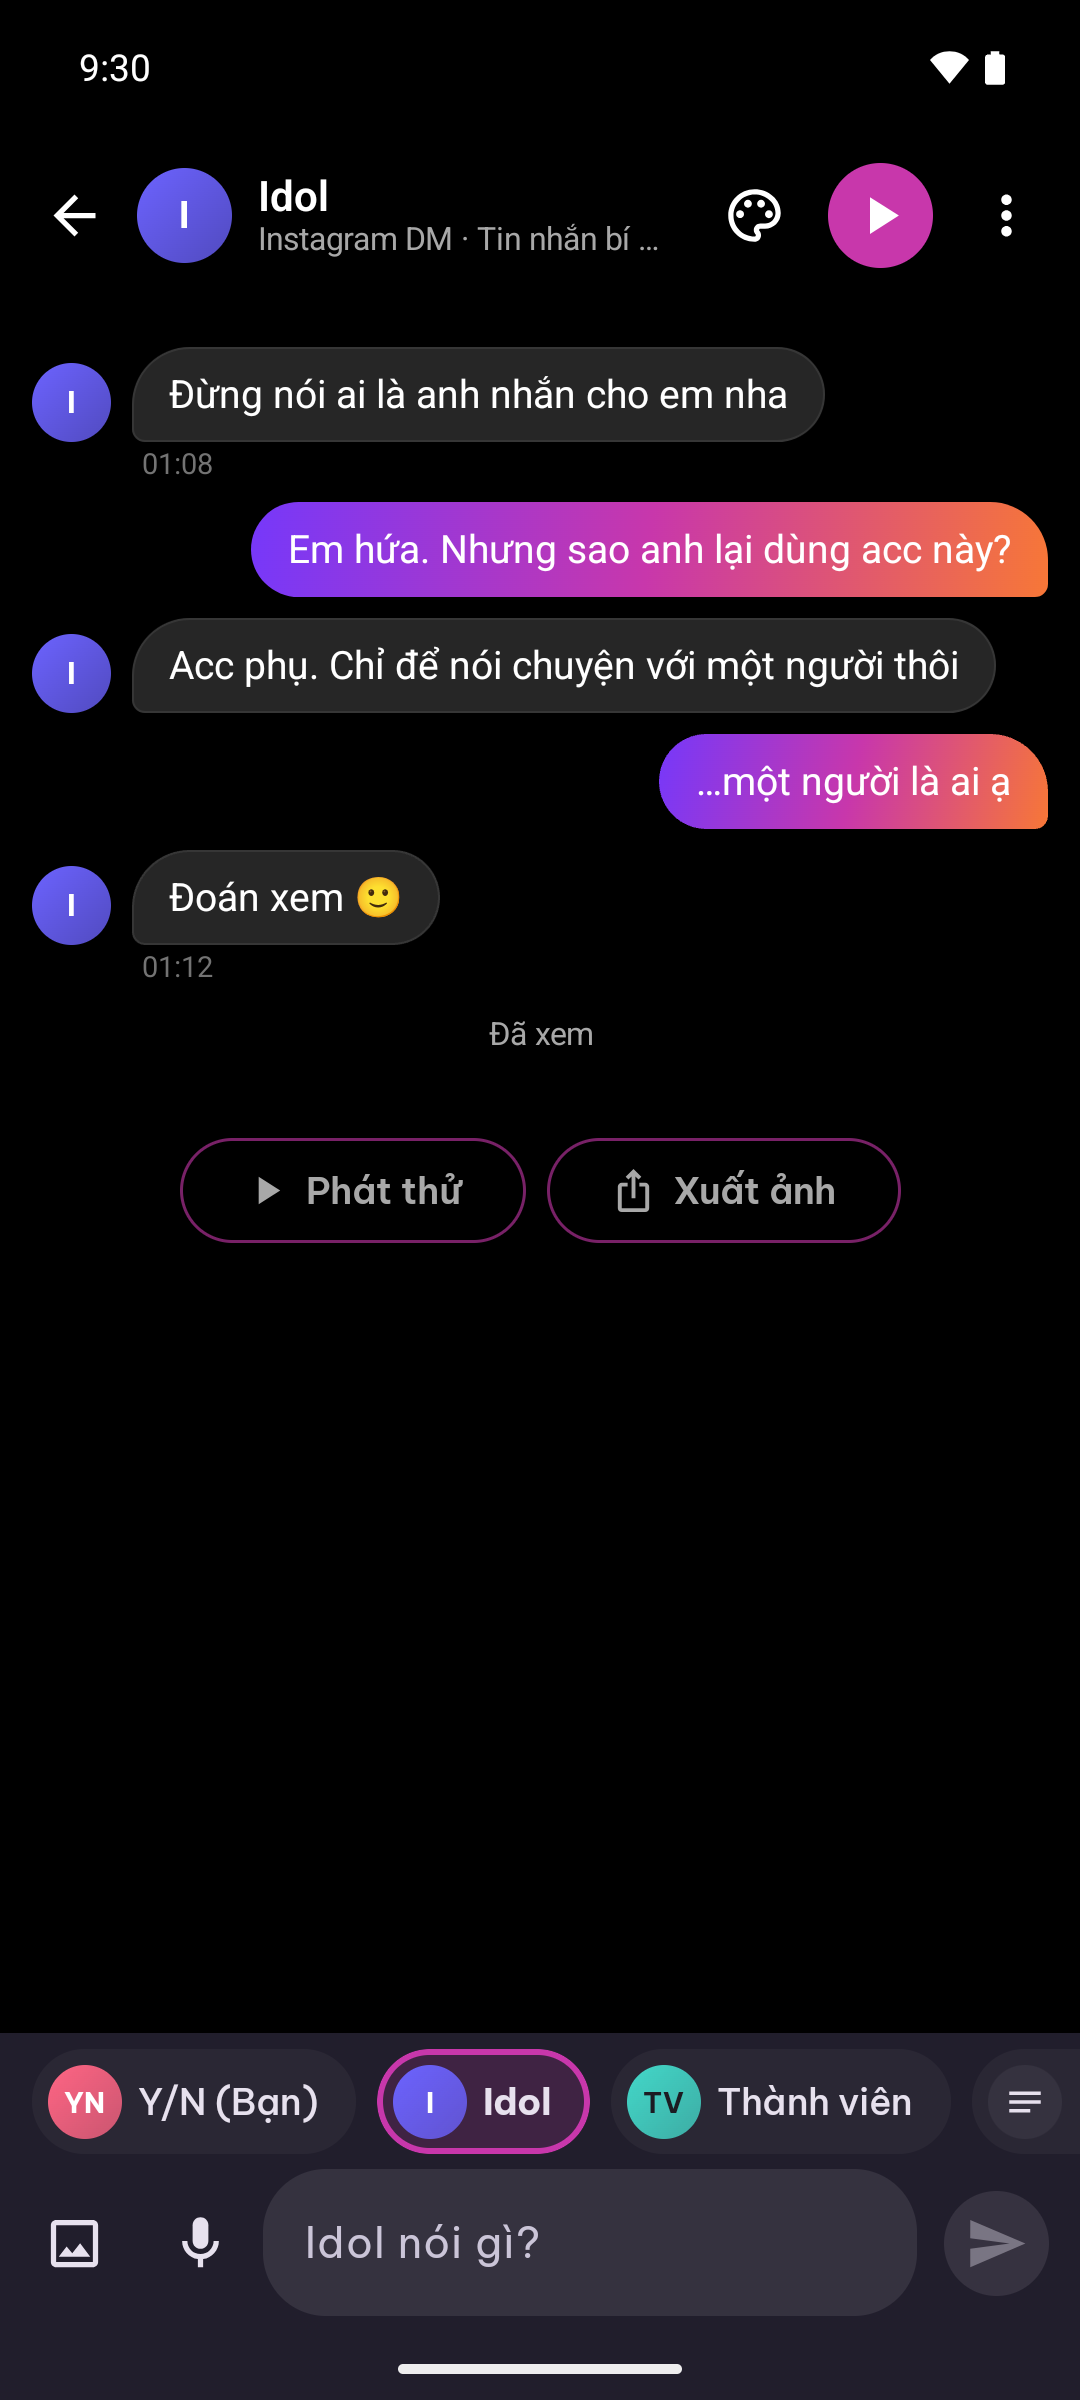 9:30
I
Idol
Instagram DM · Tin nhắn bí ...
I
Đừng nói ai là anh nhắn cho em nha
01:08
Em hứa. Nhưng sao anh lại dùng acc này?
I
Acc phụ. Chỉ để nói chuyện với một người thôi
...một người là ai ạ
I
Đoán xem 🙂
01:12
Đã xem
Phát thử
Xuất ảnh
YN
Y/N (Bạn)
I
Idol
TV
Thành viên
Idol nói gì?